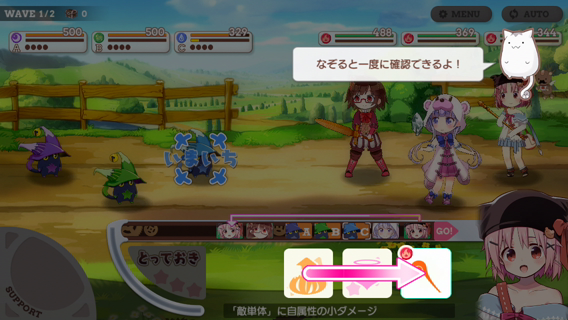 WAVE 1/2 0
MENU
AUTO
500
500
329
488
369
344
A
B
C
なぞると一度に確認できるよ！
いまいち
A B C
GO!
とっておき
SUPPORT
「敵単体」に自属性の小ダメージ